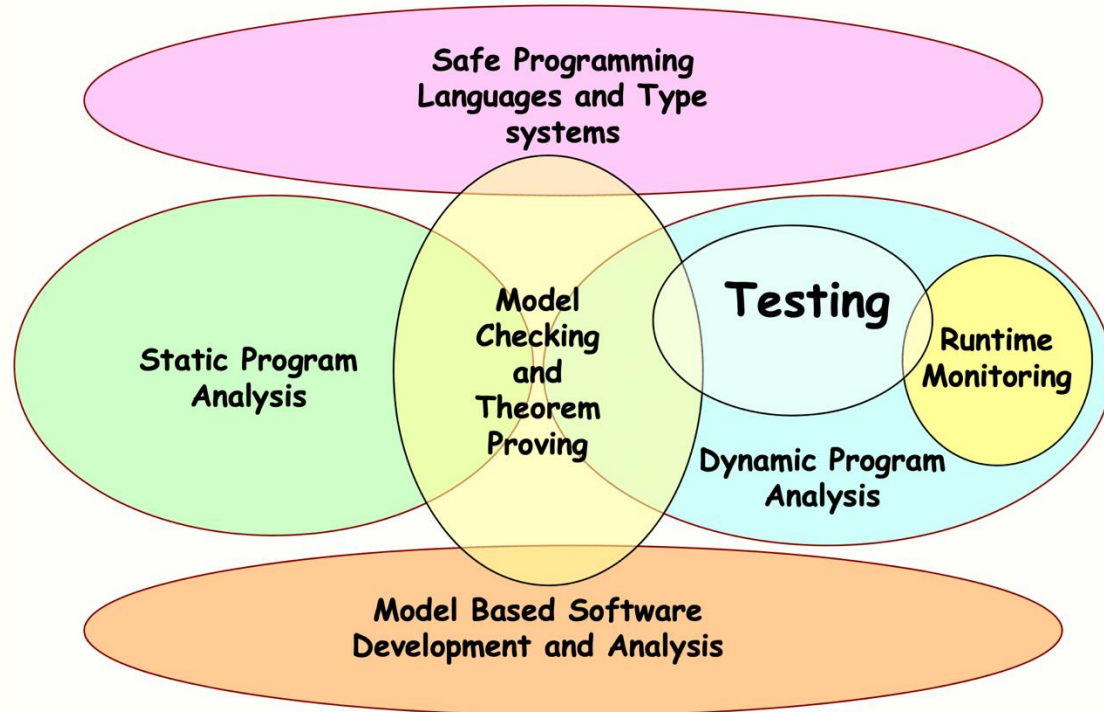 Safe Programming
Languages and Type
systems
Static Program
Analysis
Model
Checking
and
Theorem
Proving
Testing
Runtime
Monitoring
Dynamic Program
Analysis
Model Based Software
Development and Analysis